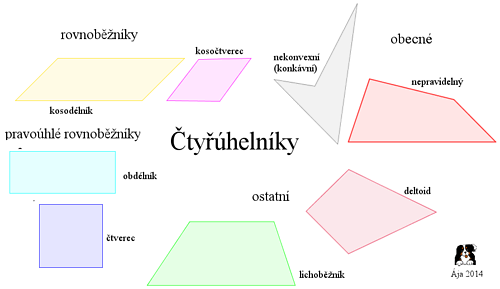 rovnoběžníky
kosočtverec
kosodélník
nekonvexní
(konkávní)
obecné
nepravidelný
pravoúhlé rovnoběžníky
Čtyřúhelníky
obdélník
čtverec
ostatní
deltoid
lichoběžník
Ája 2014